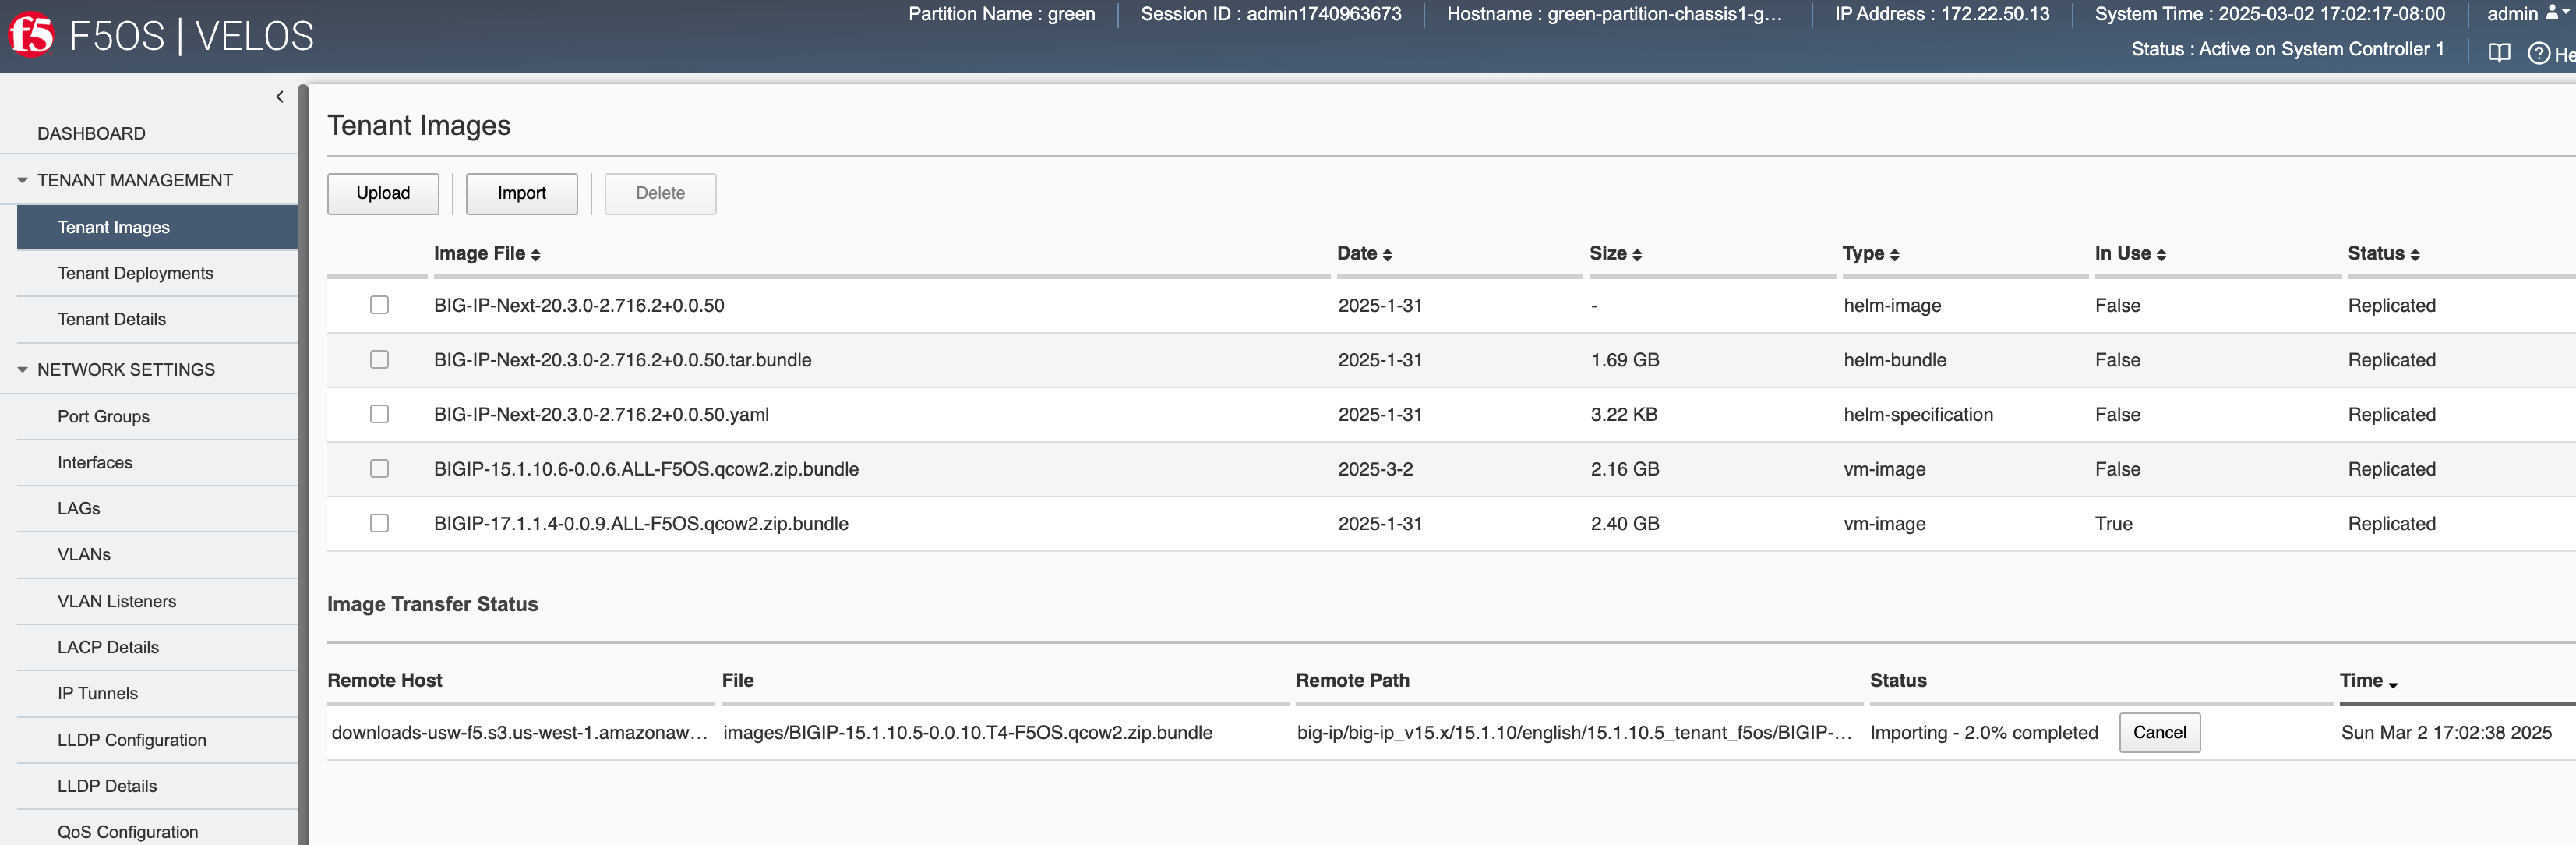 Partition Name : green
Session ID : admin1740963673
Hostname : green-partition-chassis1-g…
IP Address : 172.22.50.13
System Time : 2025-03-02 17:02:17-08:00
admin
f5 F5OS | VELOS
Status : Active on System Controller 1
He
DASHBOARD
TENANT MANAGEMENT
Tenant Images
Tenant Deployments
Tenant Details
NETWORK SETTINGS
Port Groups
Interfaces
LAGs
VLANs
VLAN Listeners
LACP Details
IP Tunnels
LLDP Configuration
LLDP Details
QoS Configuration
Tenant Images
Upload Import Delete
Image File Date Size Type In Use Status
BIG-IP-Next-20.3.0-2.716.2+0.0.50 2025-1-31 - helm-image False Replicated
BIG-IP-Next-20.3.0-2.716.2+0.0.50.tar.bundle 2025-1-31 1.69 GB helm-bundle False Replicated
BIG-IP-Next-20.3.0-2.716.2+0.0.50.yaml 2025-1-31 3.22 KB helm-specification False Replicated
BIGIP-15.1.10.6-0.0.6.ALL-F5OS.qcow2.zip.bundle 2025-3-2 2.16 GB vm-image False Replicated
BIGIP-17.1.1.4-0.0.9.ALL-F5OS.qcow2.zip.bundle 2025-1-31 2.40 GB vm-image True Replicated
Image Transfer Status
Remote Host File Remote Path Status Time
downloads-usw-f5.s3.us-west-1.amazonaw… images/BIGIP-15.1.10.5-0.0.10.T4-F5OS.qcow2.zip.bundle big-ip/big-ip_v15.x/15.1.10/english/15.1.10.5_tenant_f5os/BIGIP-… Importing - 2.0% completed Cancel Sun Mar 2 17:02:38 2025